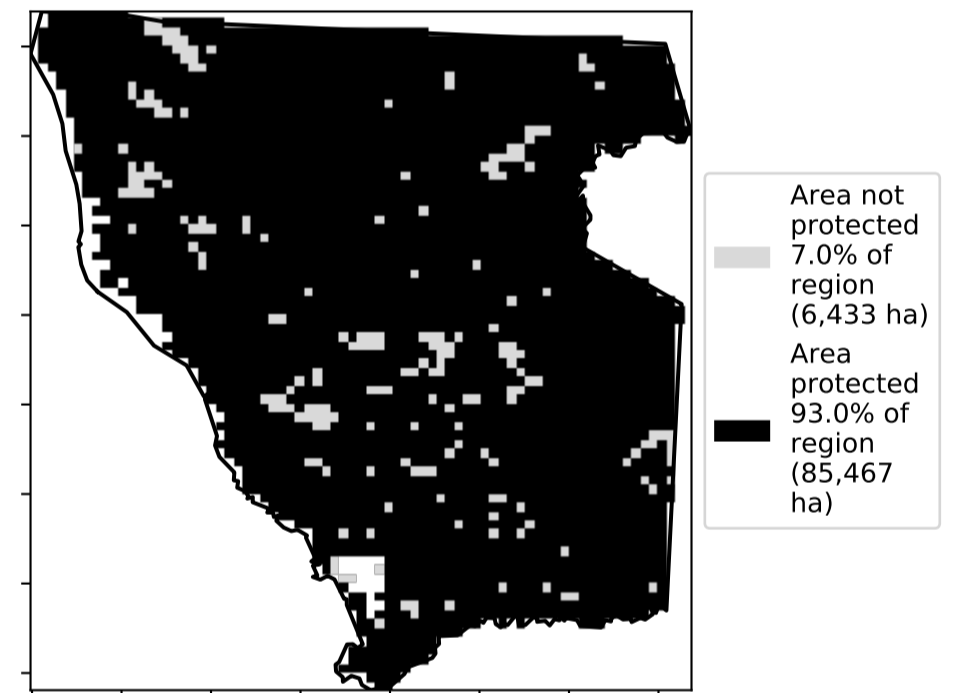 Area not
protected
7.0% of
region
(6,433 ha)
Area
protected
93.0% of
region
(85,467
ha)